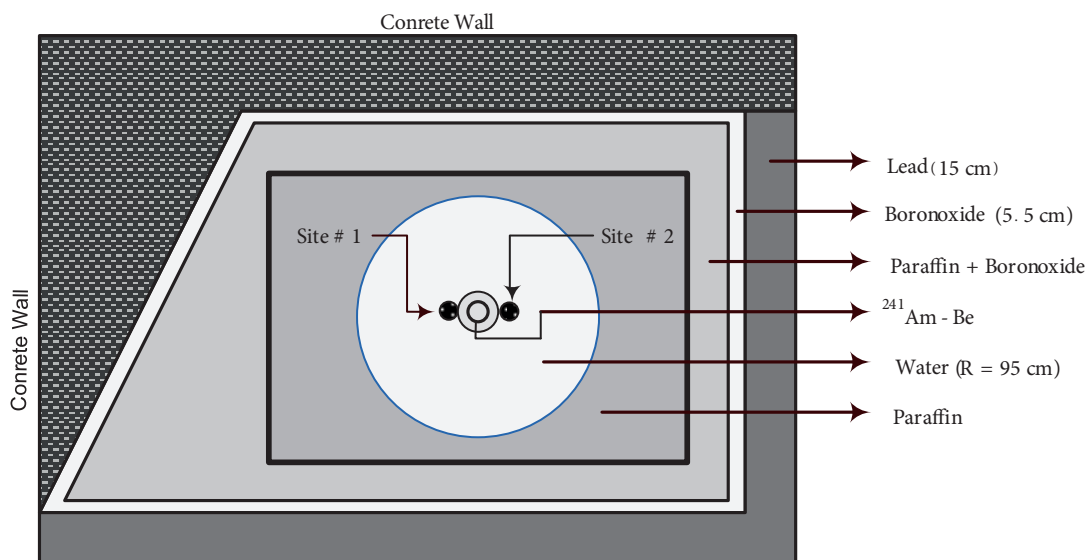 Conrete Wall
Lead (15 cm)
Boronoxide (5. 5 cm)
Site # 1
Site # 2
Paraffin + Boronoxide
241Am - Be
Conrete Wall
Water (R = 95 cm)
Paraffin